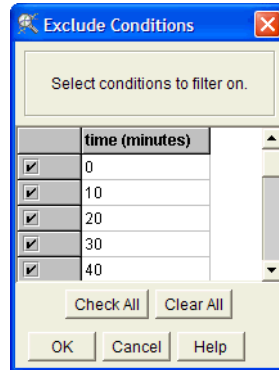 Exclude Conditions
Select conditions to filter on.
time (minutes)
0
10
20
30
40
Check All Clear All
OK Cancel Help